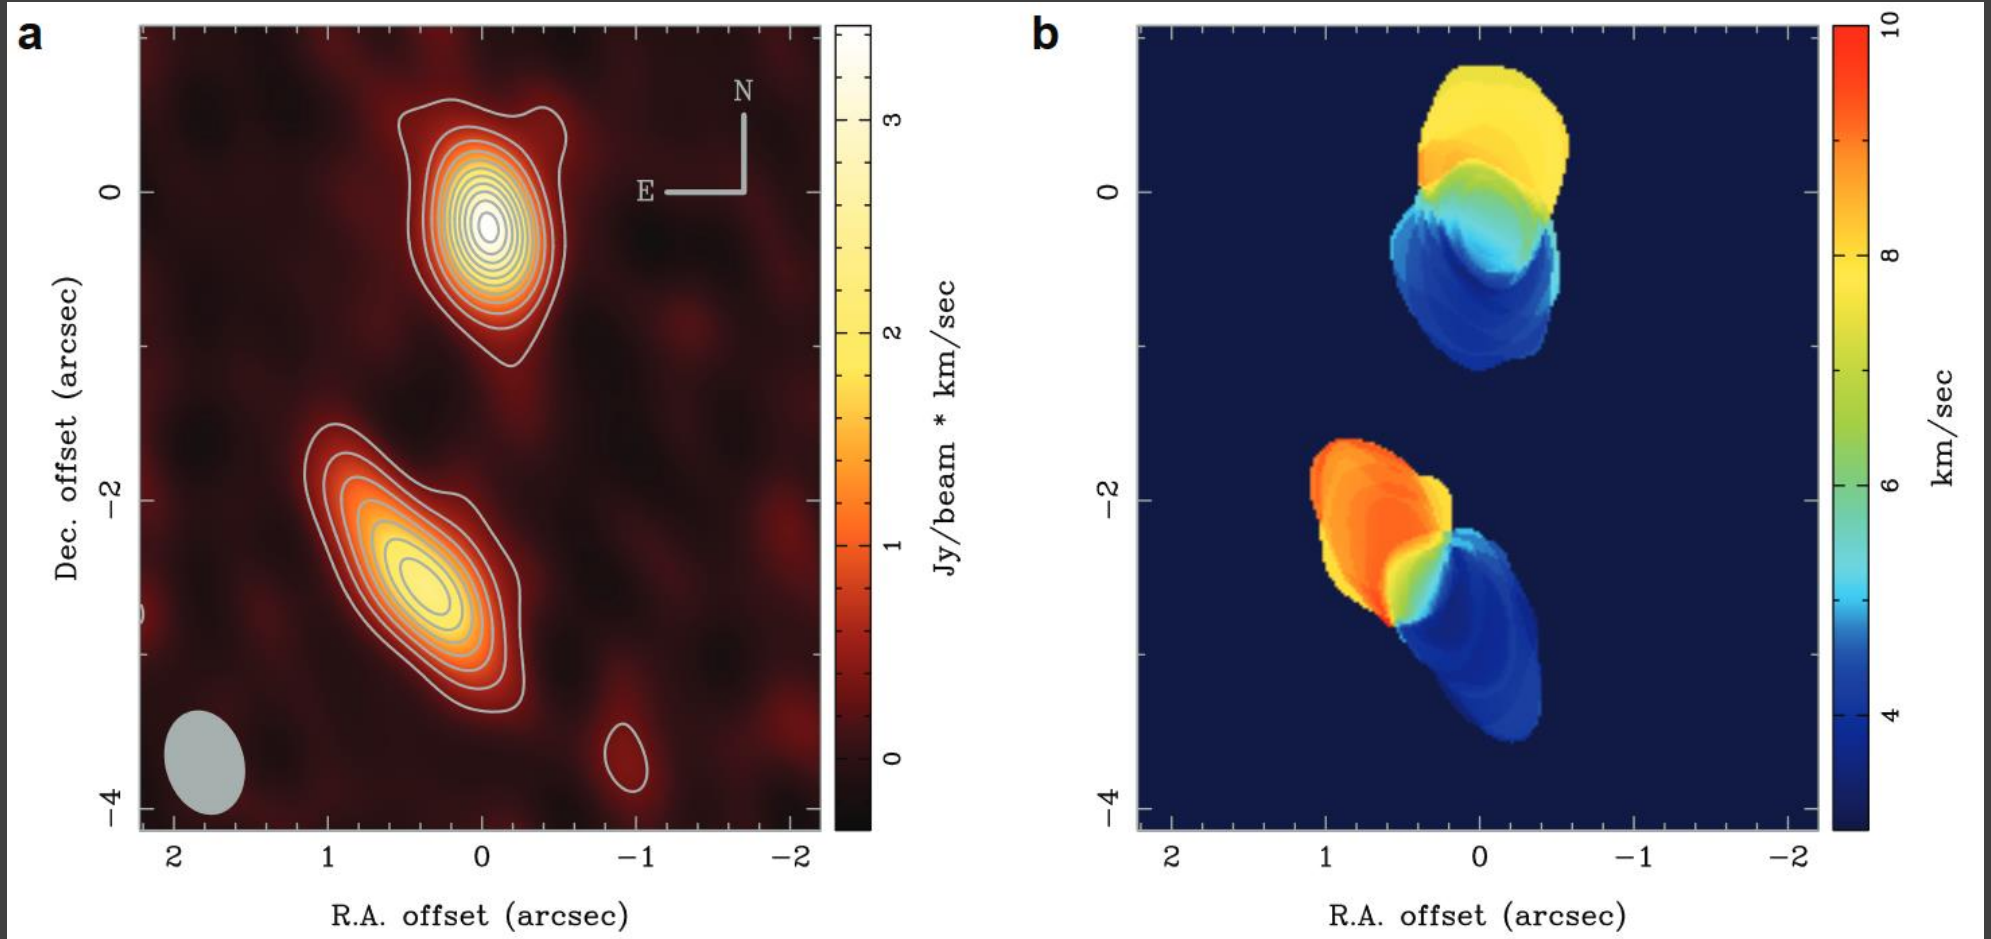 a
N
E
Dec. offset (arcsec)
0
−2
−4
2 1 0 −1 −2
R.A. offset (arcsec)
3
2
1
0
Jy/beam * km/sec
b
0
−2
−4
2 1 0 −1 −2
R.A. offset (arcsec)
10
8
6
4
km/sec